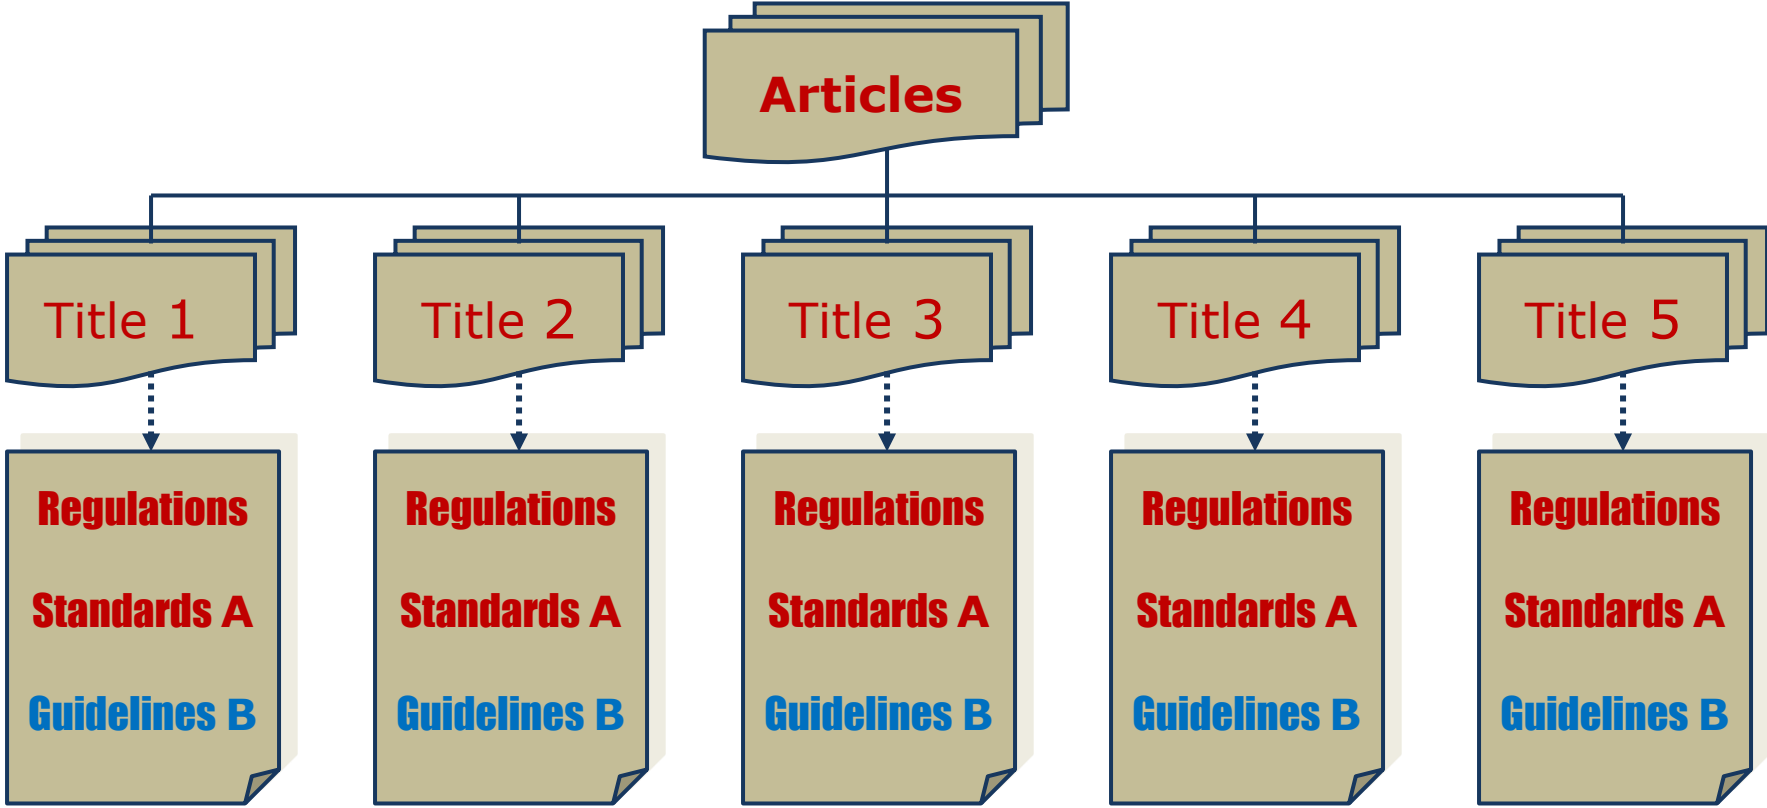 Articles
Title 1
Title 2
Title 3
Title 4
Title 5
Regulations
Standards A
Guidelines B
Regulations
Standards A
Guidelines B
Regulations
Standards A
Guidelines B
Regulations
Standards A
Guidelines B
Regulations
Standards A
Guidelines B